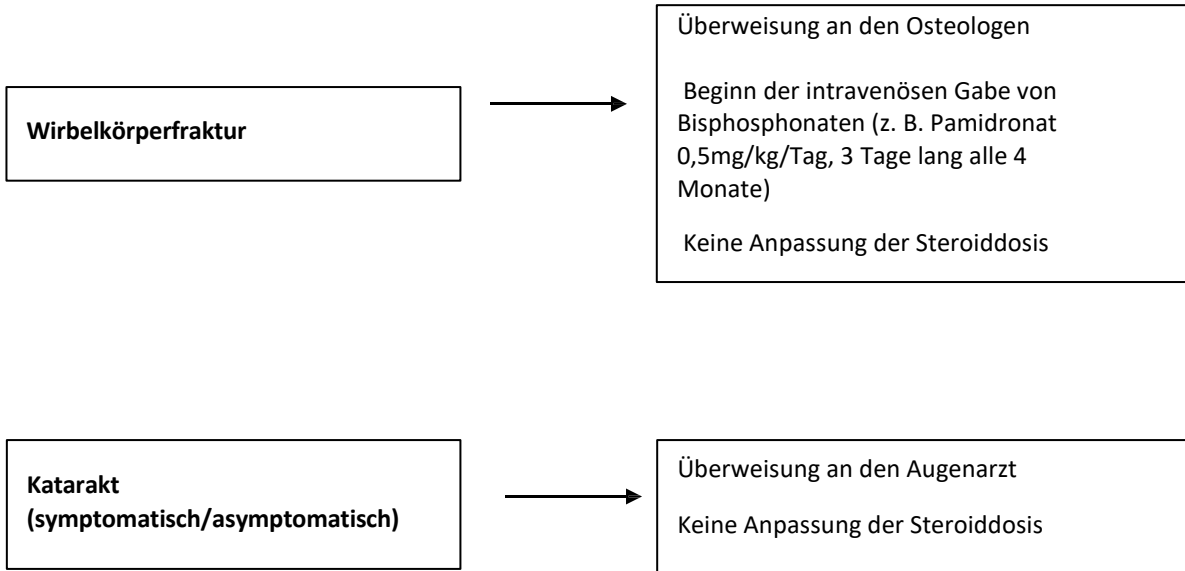 Wirbelkörperfraktur
Überweisung an den Osteologen
Beginn der intravenösen Gabe von
Bisphosphonaten (z. B. Pamidronat
0,5mg/kg/Tag, 3 Tage lang alle 4
Monate)
Keine Anpassung der Steroiddosis
Katarakt
(symptomatisch/asymptomatisch)
Überweisung an den Augenarzt
Keine Anpassung der Steroiddosis